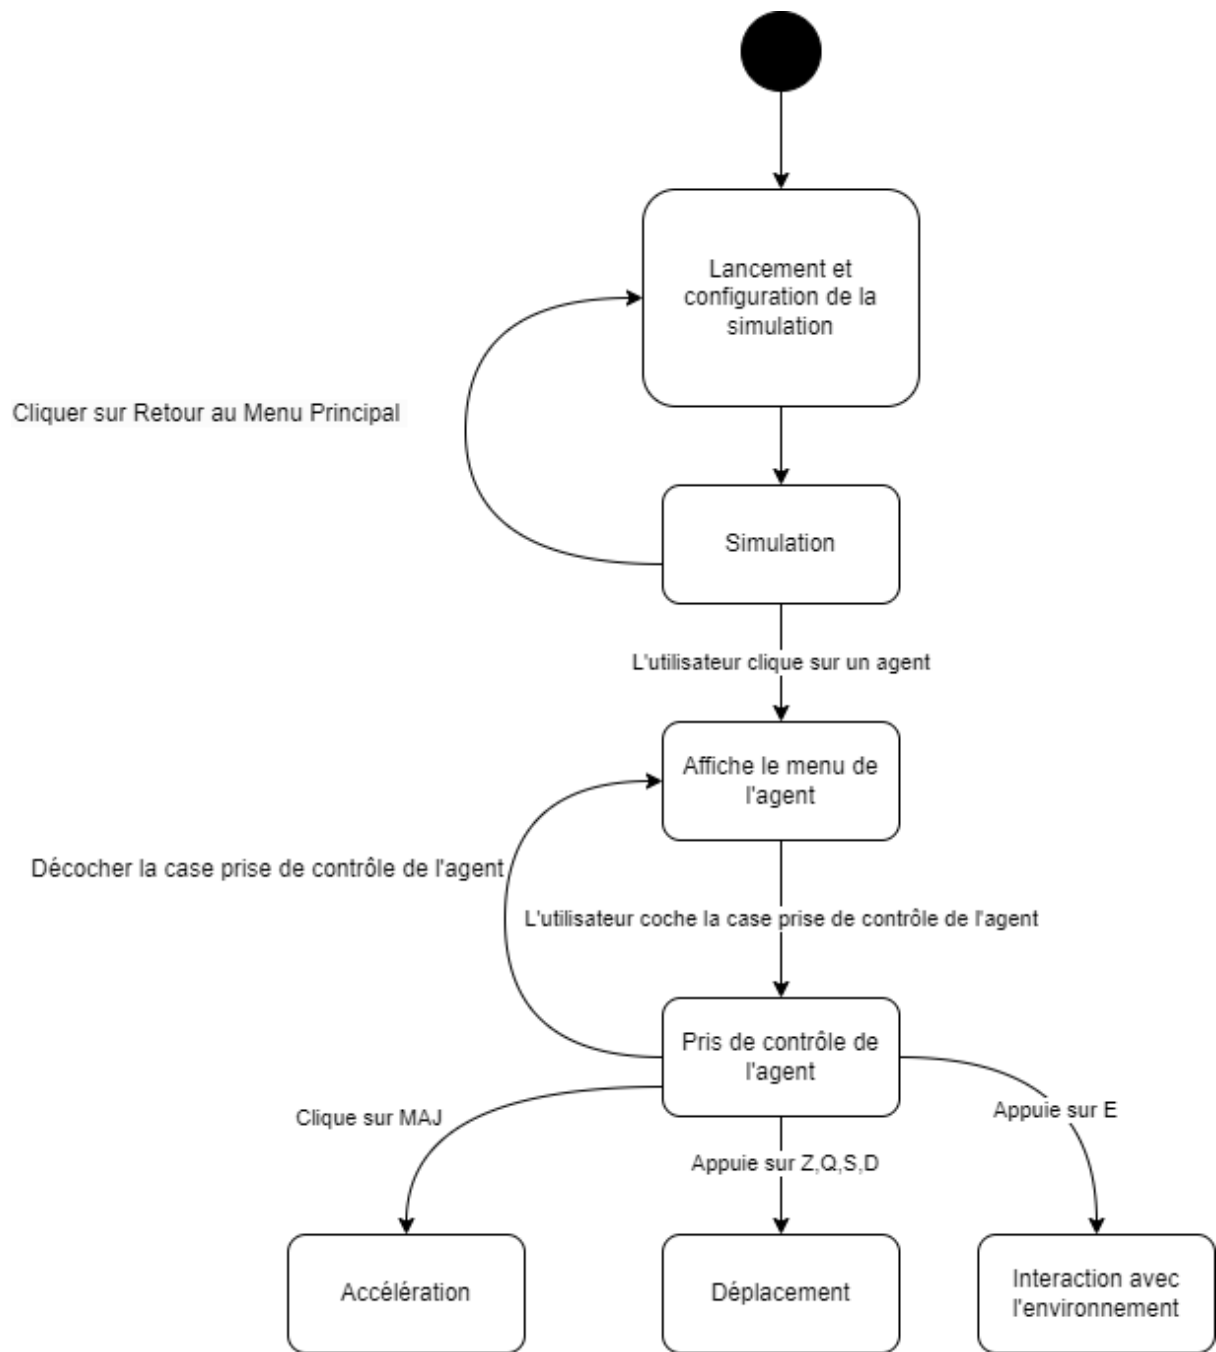 Lancement et
configuration de la
simulation
Cliquer sur Retour au Menu Principal
Simulation
L'utilisateur clique sur un agent
Affiche le menu de
l'agent
Décocher la case prise de contrôle de l'agent
L'utilisateur coche la case prise de contrôle de l'agent
Pris de contrôle de
l'agent
Clique sur MAJ
Appuie sur E
Appuie sur Z,Q,S,D
Accélération
Déplacement
Interaction avec
l'environnement